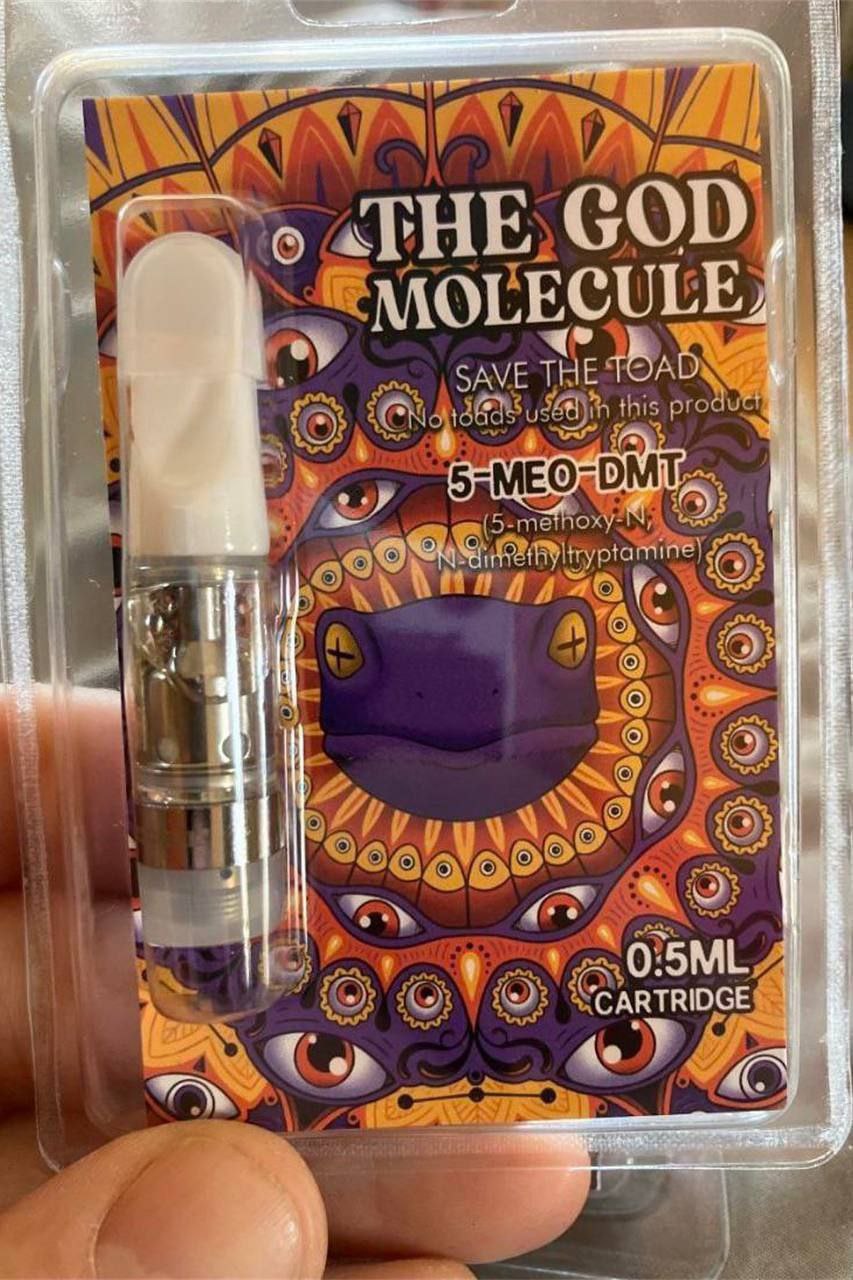 THE GOD
MOLECULE
SAVE THE TOAD
No toads used in this product
5-MEO-DMT
(5-methoxy-N,
N-dimethyltryptamine)
0.5ML
CARTRIDGE